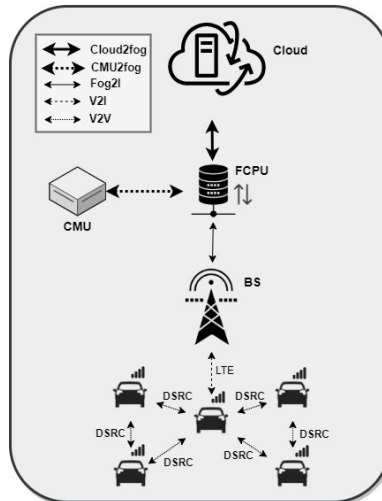 Cloud2fog
CMU2fog
Fog2I
V2I
V2V
Cloud
FCPU
CMU
BS
LTE
DSRC
DSRC
DSRC
DSRC
DSRC
DSRC